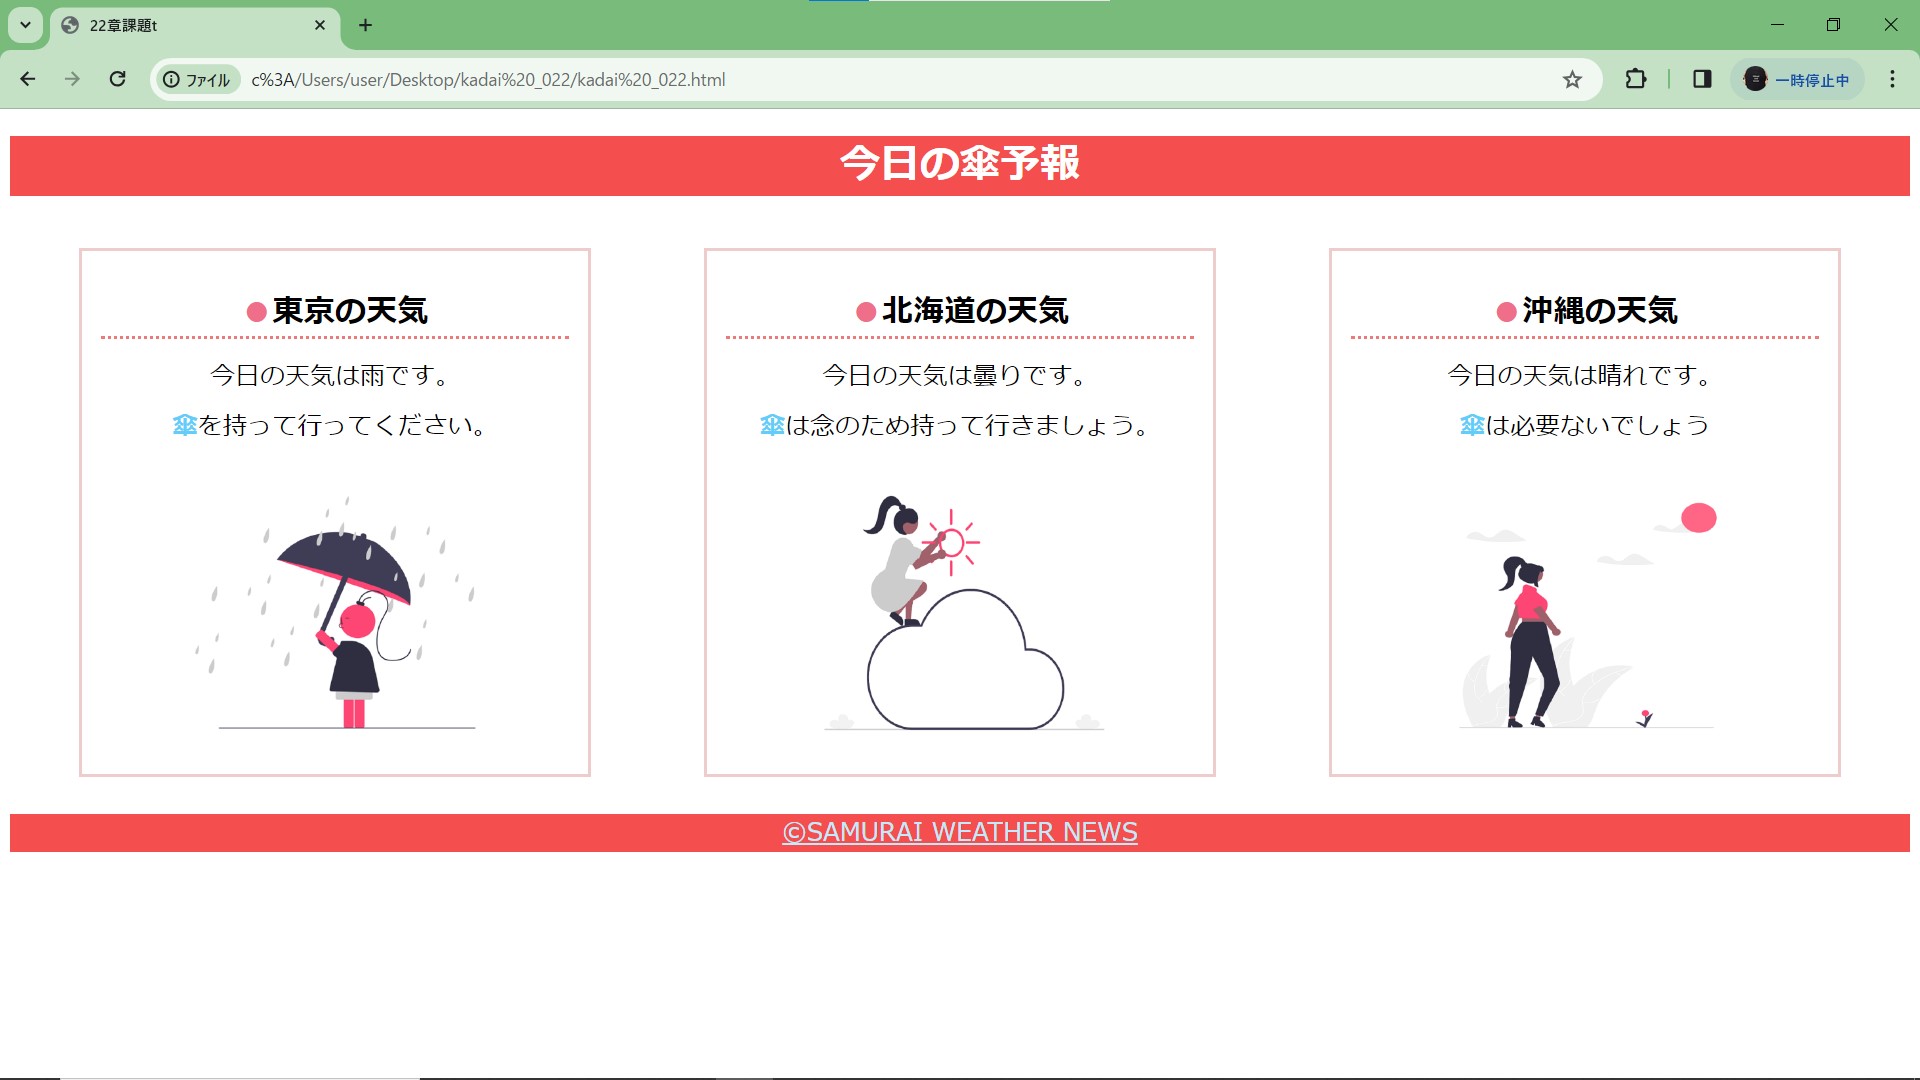 22章課題t
ファイル
c%3A/Users/user/Desktop/kadai%20_022/kadai%20_022.html
一時停止中
今日の傘予報
東京の天気
今日の天気は雨です。
傘を持って行ってください。
北海道の天気
今日の天気は曇りです。
傘は念のため持って行きましょう。
沖縄の天気
今日の天気は晴れです。
傘は必要ないでしょう
©SAMURAI WEATHER NEWS